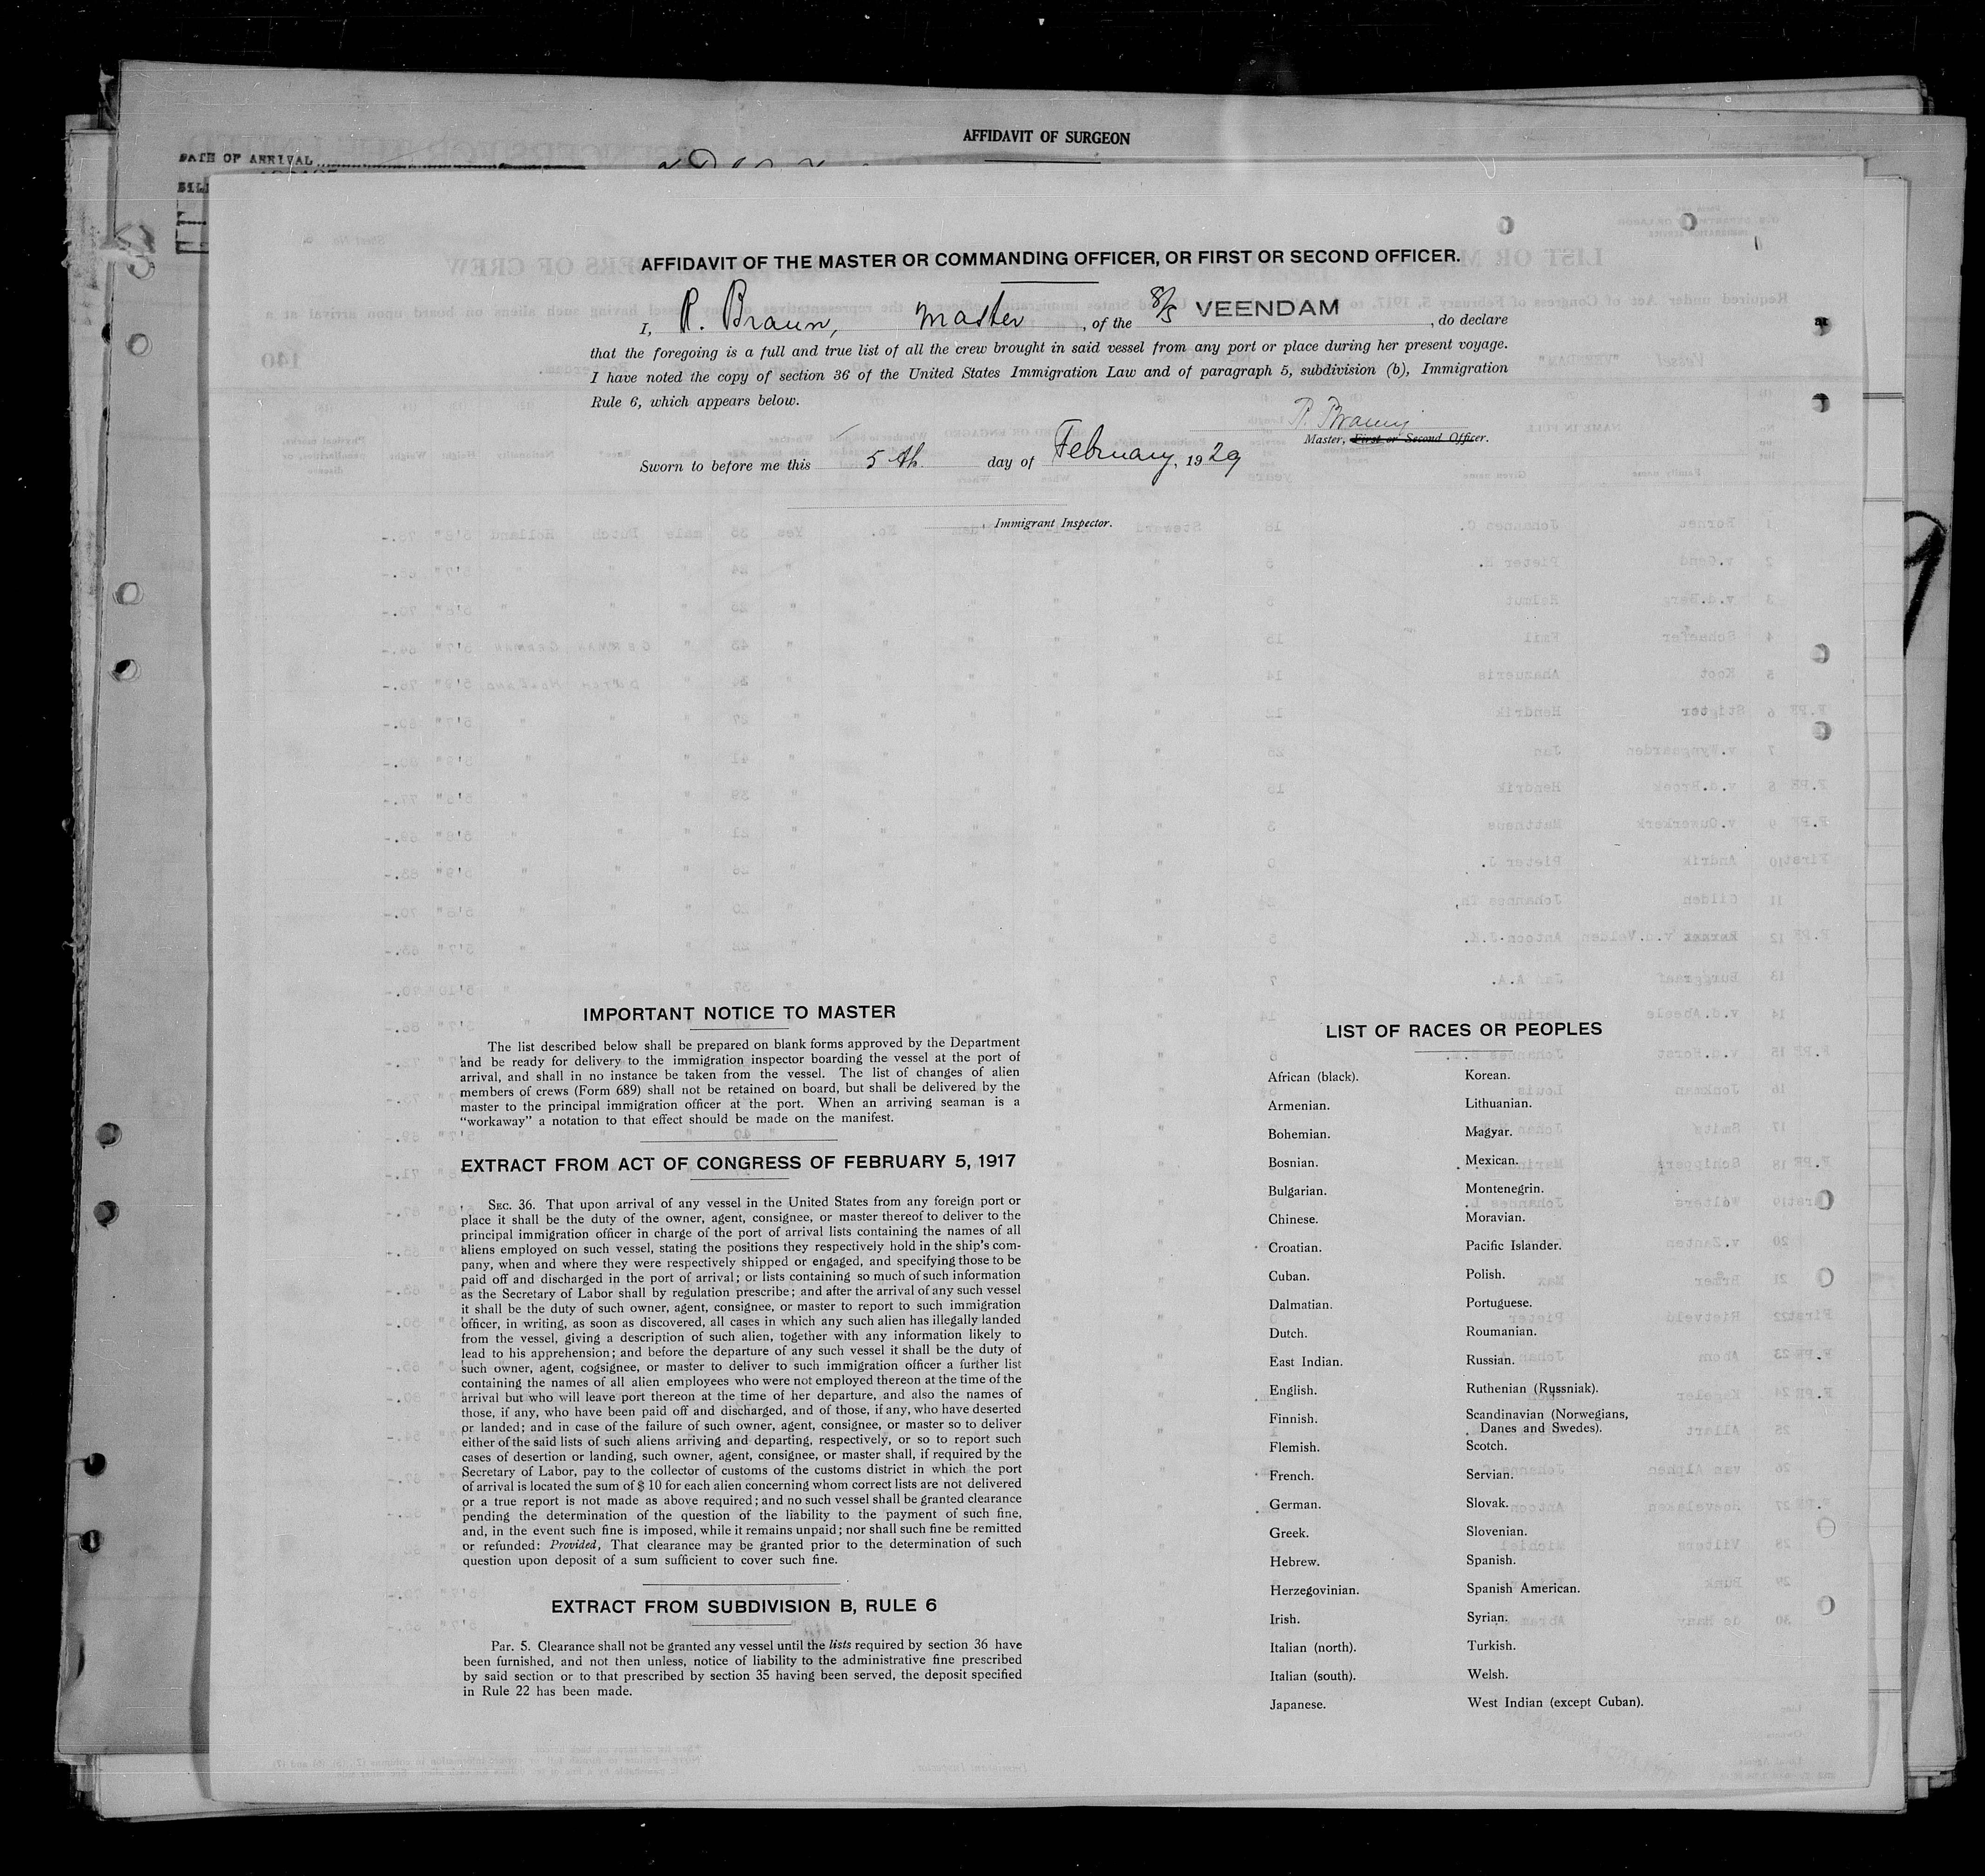 AFFIDAVIT OF SURGEON
DATE OF ARRIVAL
AFFIDAVIT OF THE MASTER OR COMMANDING OFFICER, OR FIRST OR SECOND OFFICER.
I, R. Braun, Master, of the S/S VEENDAM, do declare
that the foregoing is a full and true list of all the crew brought in said vessel from any port or place during her present voyage.
I have noted the copy of section 36 of the United States Immigration Law and of paragraph 5, subdivision (b), Immigration
Rule 6, which appears below.
R. Braun
Master, First or Second Officer.
Sworn to before me this 5th day of February, 1929
, Immigrant Inspector.
IMPORTANT NOTICE TO MASTER
The list described below shall be prepared on blank forms approved by the Department
and be ready for delivery to the immigration inspector boarding the vessel at the port of
arrival, and shall in no instance be taken from the vessel. The list of changes of alien
members of crews (Form 689) shall not be retained on board, but shall be delivered by the
master to the principal immigration officer at the port. When an arriving seaman is a
“workaway” a notation to that effect should be made on the manifest.
EXTRACT FROM ACT OF CONGRESS OF FEBRUARY 5, 1917
SEC. 36. That upon arrival of any vessel in the United States from any foreign port or
place it shall be the duty of the owner, agent, consignee, or master thereof to deliver to the
principal immigration officer in charge of the port of arrival lists containing the names of all
aliens employed on such vessel, stating the positions they respectively hold in the ship's com-
pany, when and where they were respectively shipped or engaged, and specifying those to be
paid off and discharged in the port of arrival; or lists containing so much of such information
as the Secretary of Labor shall by regulation prescribe; and after the arrival of any such vessel
it shall be the duty of such owner, agent, consignee, or master to report to such immigration
officer, in writing, as soon as discovered, all cases in which any such alien has illegally landed
from the vessel, giving a description of such alien, together with any information likely to
lead to his apprehension; and before the departure of any such vessel it shall be the duty of
such owner, agent, cogsignee, or master to deliver to such immigration officer a further list
containing the names of all alien employees who were not employed thereon at the time of the
arrival but who will leave port thereon at the time of her departure, and also the names of
those, if any, who have been paid off and discharged, and of those, if any, who have deserted
or landed; and in case of the failure of such owner, agent, consignee, or master so to deliver
either of the said lists of such aliens arriving and departing, respectively, or so to report such
cases of desertion or landing, such owner, agent, consignee, or master shall, if required by the
Secretary of Labor, pay to the collector of customs of the customs district in which the port
of arrival is located the sum of $ 10 for each alien concerning whom correct lists are not delivered
or a true report is not made as above required; and no such vessel shall be granted clearance
pending the determination of the question of the liability to the payment of such fine,
and, in the event such fine is imposed, while it remains unpaid; nor shall such fine be remitted
or refunded: Provided, That clearance may be granted prior to the determination of such
question upon deposit of a sum sufficient to cover such fine.
EXTRACT FROM SUBDIVISION B, RULE 6
Par. 5. Clearance shall not be granted any vessel until the lists required by section 36 have
been furnished, and not then unless, notice of liability to the administrative fine prescribed
by said section or to that prescribed by section 35 having been served, the deposit specified
in Rule 22 has been made.
LIST OF RACES OR PEOPLES
African (black).
Armenian.
Bohemian.
Bosnian.
Bulgarian.
Chinese.
Croatian.
Cuban.
Dalmatian.
Dutch.
East Indian.
English.
Finnish.
Flemish.
French.
German.
Greek.
Hebrew.
Herzegovinian.
Irish.
Italian (north).
Italian (south).
Japanese.
Korean.
Lithuanian.
Magyar.
Mexican.
Montenegrin.
Moravian.
Pacific Islander.
Polish.
Portuguese.
Roumanian.
Russian.
Ruthenian (Russniak).
Scandinavian (Norwegians,
Danes and Swedes).
Scotch.
Servian.
Slovak.
Slovenian.
Spanish.
Spanish American.
Syrian.
Turkish.
Welsh.
West Indian (except Cuban).